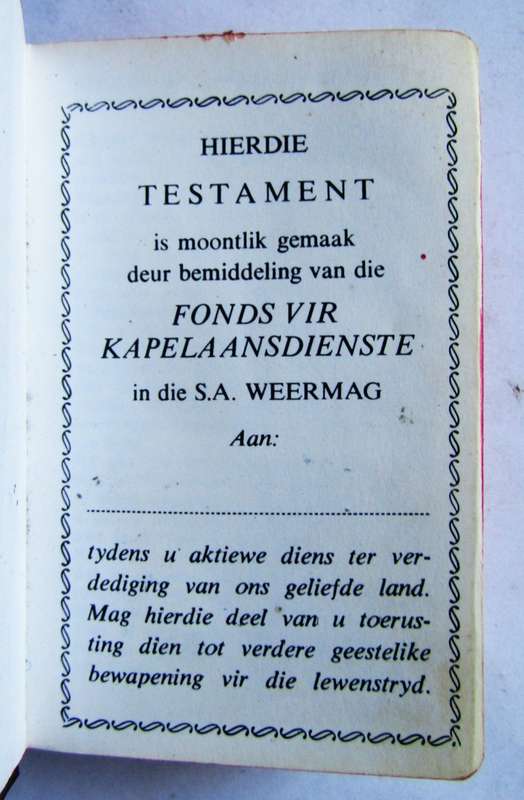 HIERDIE
TESTAMENT
is moontlik gemaak
deur bemiddeling van die
FONDS VIR
KAPELAANSDIENSTE
in die S.A. WEERMAG
Aan:
tydens u aktiewe diens ter ver-
dediging van ons geliefde land.
Mag hierdie deel van u toerus-
ting dien tot verdere geestelike
bewapening vir die lewenstryd.